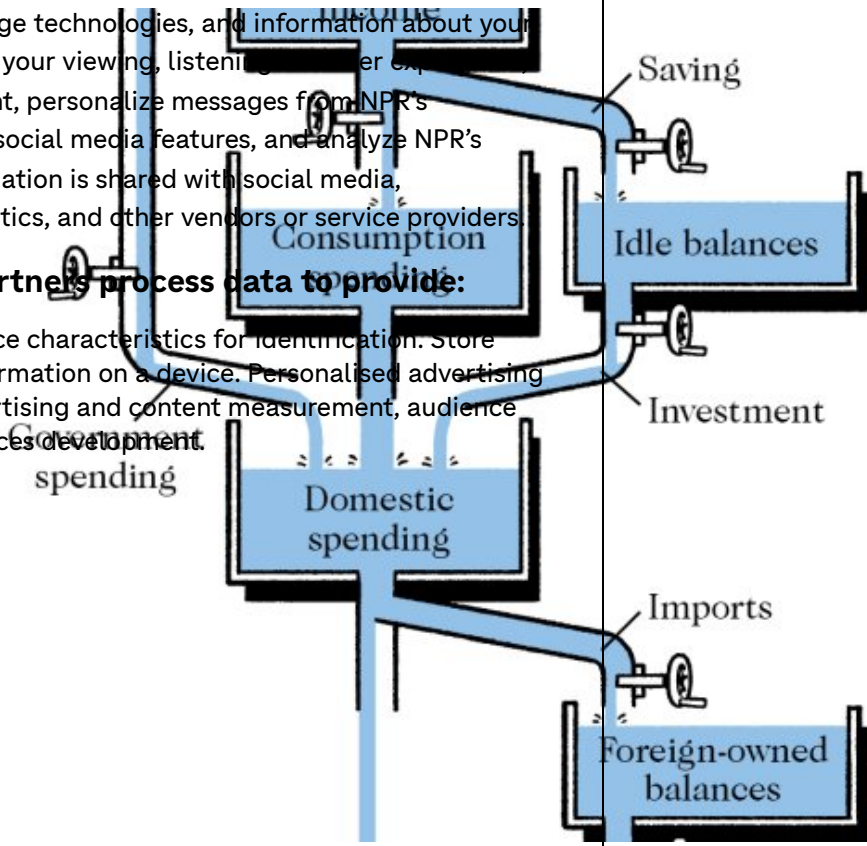 Income
ge technologies, and information about your
your viewing, listening
nt, personalize messages from NPR's
social media features, and analyze NPR's
ation is shared with social media,
tics, and other vendors or service providers.
rtners process data to provide:
ce characteristics for identification. Store
rmation on a device. Personalised advertising
rtising and content measurement, audience
ces development.
Saving
Consumption
spending
Idle balances
Investment
Government
spending
Domestic
spending
Imports
Foreign-owned
balances